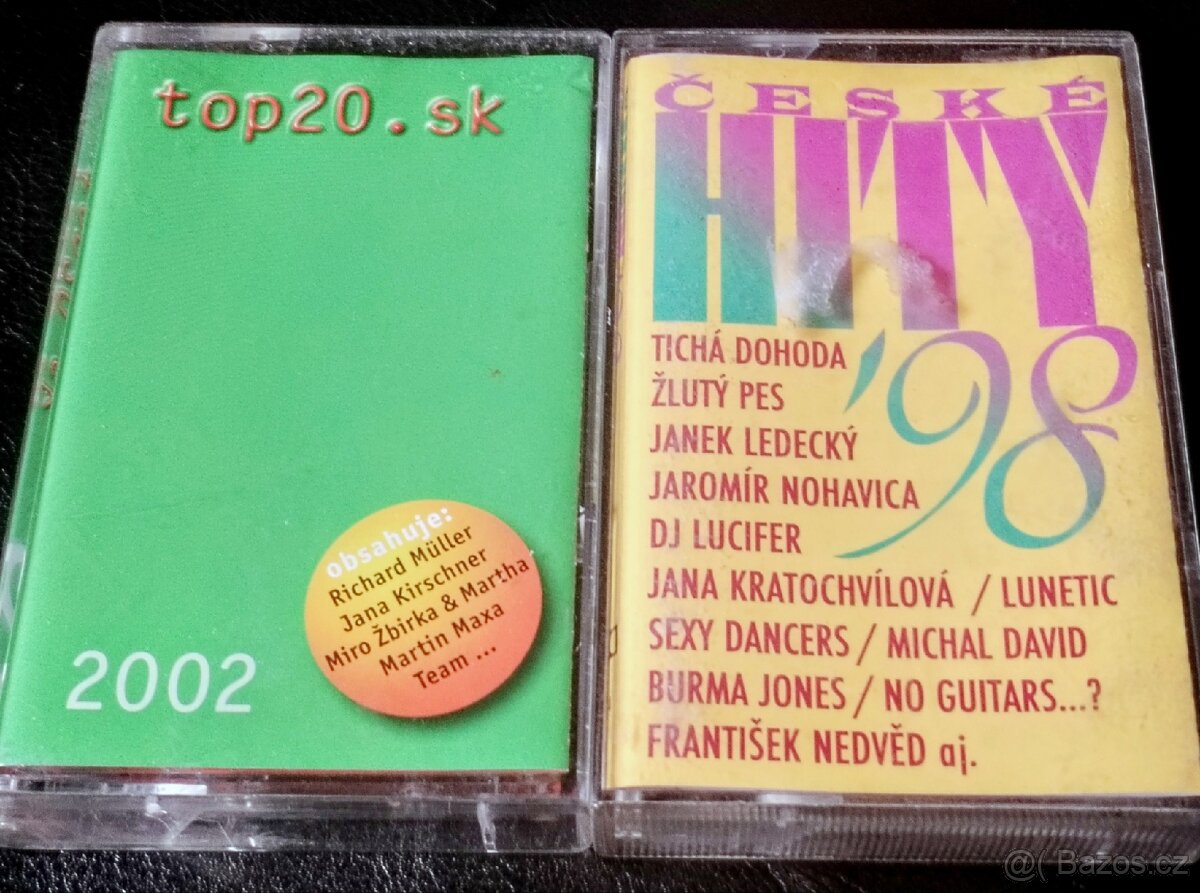 top20.sk
obsahuje:
Richard Müller
Jana Kirschner
Miro Žbirka & Martha
Martin Maxa
Team ...
2002
ČESKÉ
HITY
'98
TICHÁ DOHODA
ŽLUTÝ PES
JANEK LEDECKÝ
JAROMÍR NOHAVICA
DJ LUCIFER
JANA KRATOCHVÍLOVÁ / LUNETIC
SEXY DANCERS / MICHAL DAVID
BURMA JONES / NO GUITARS...?
FRANTIŠEK NEDVĚD aj.
@( Bazos.cz